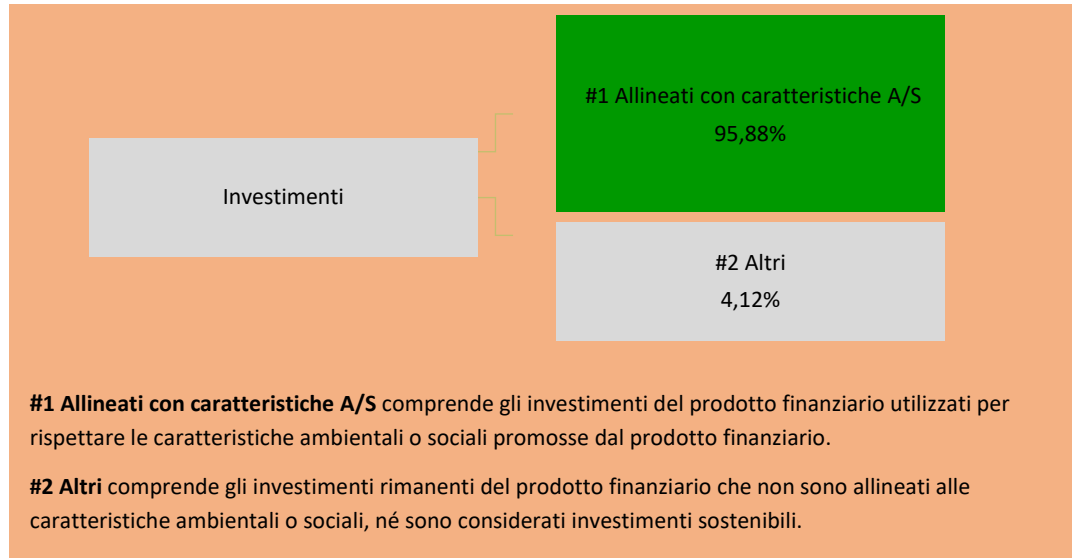 #1 Allineati con caratteristiche A/S
95,88%
Investimenti
#2 Altri
4,12%
#1 Allineati con caratteristiche A/S comprende gli investimenti del prodotto finanziario utilizzati per
rispettare le caratteristiche ambientali o sociali promosse dal prodotto finanziario.
#2 Altri comprende gli investimenti rimanenti del prodotto finanziario che non sono allineati alle
caratteristiche ambientali o sociali, né sono considerati investimenti sostenibili.